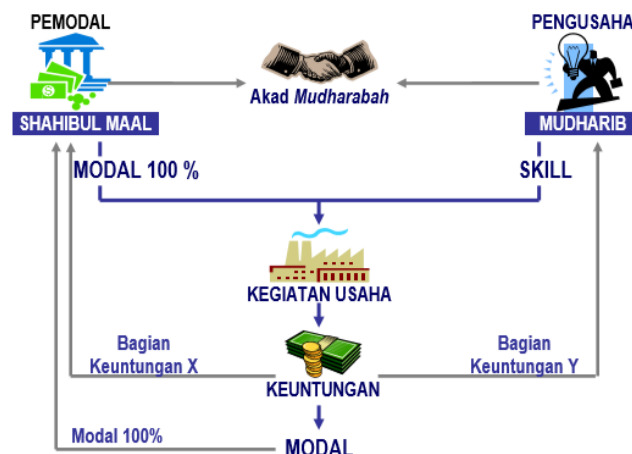 PEMODAL
PENGUSAHA
Akad Mudharabah
SHAHIBUL MAAL
MUDHARIB
MODAL 100 %
SKILL
KEGIATAN USAHA
Bagian
Keuntungan X
Bagian
Keuntungan Y
KEUNTUNGAN
Modal 100%
MODAL